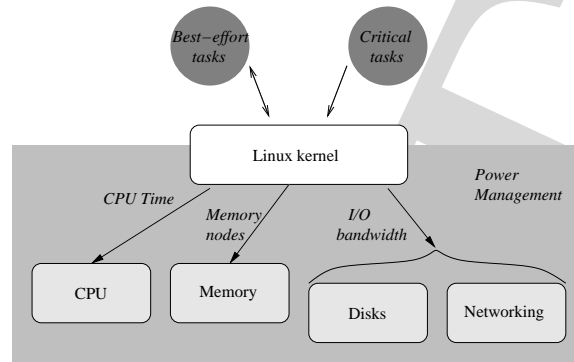 Best−effort
tasks
Critical
tasks
Linux kernel
CPU Time
Memory
nodes
I/O
bandwidth
Power
Management
CPU
Memory
Disks
Networking